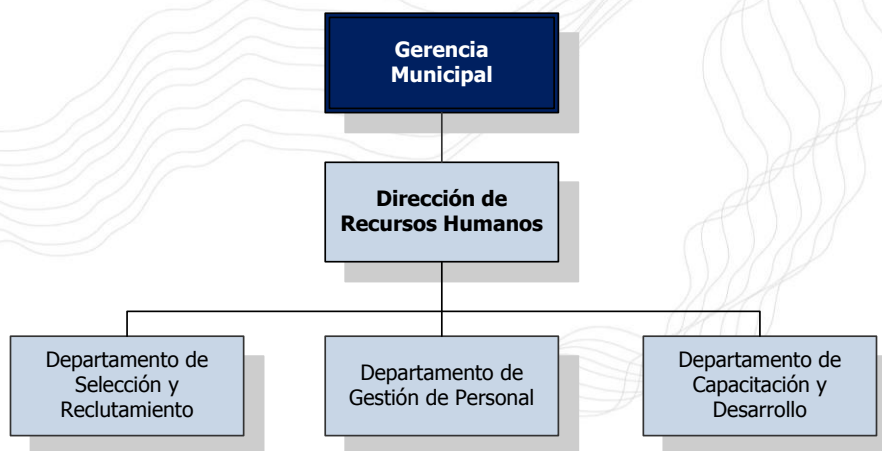 Gerencia
Municipal
Dirección de
Recursos Humanos
Departamento de
Selección y
Reclutamiento
Departamento de
Gestión de Personal
Departamento de
Capacitación y
Desarrollo